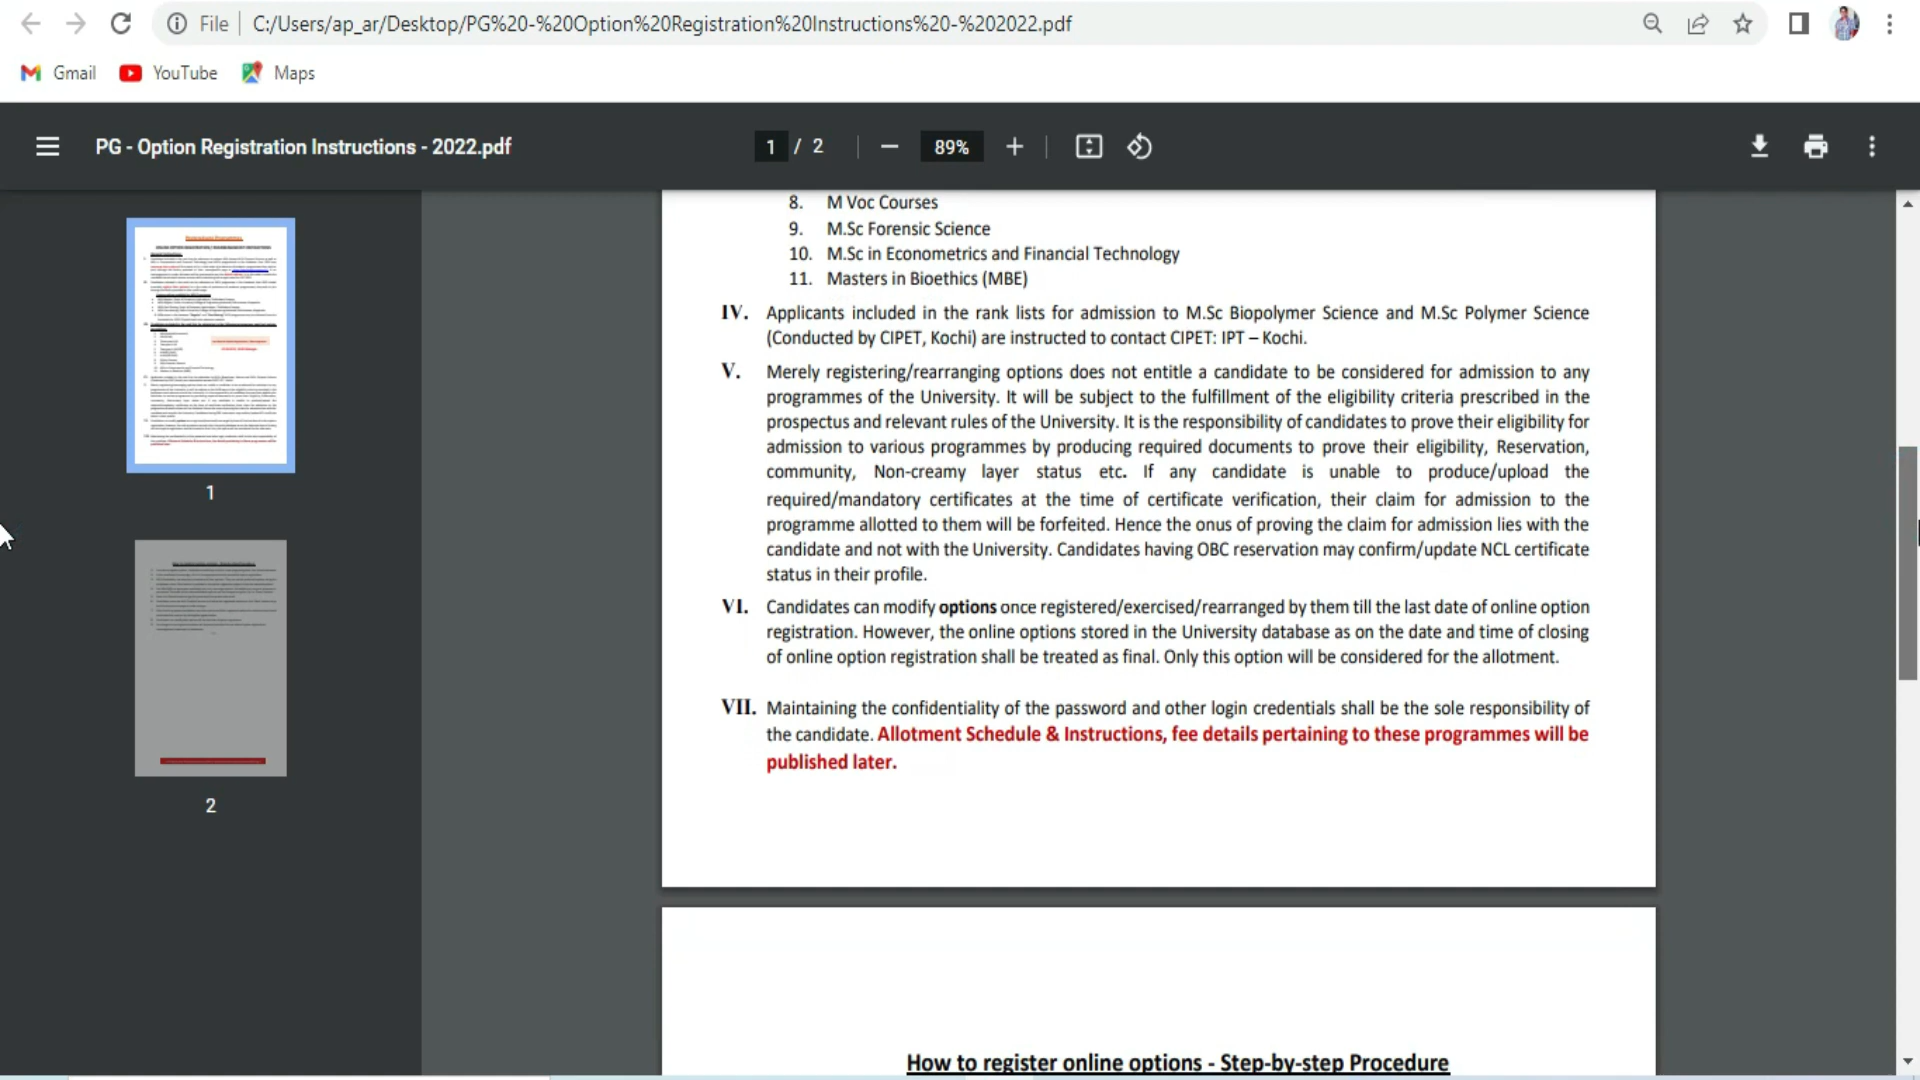 File
C:/Users/ap_ar/Desktop/PG%20-%20Option%20Registration%20Instructions%20-%202022.pdf
Gmail
YouTube
Maps
PG - Option Registration Instructions - 2022.pdf
1 / 2
89%
8. M Voc Courses
9. M.Sc Forensic Science
10. M.Sc in Econometrics and Financial Technology
11. Masters in Bioethics (MBE)
IV. Applicants included in the rank lists for admission to M.Sc Biopolymer Science and M.Sc Polymer Science
(Conducted by CIPET, Kochi) are instructed to contact CIPET: IPT – Kochi.
V. Merely registering/rearranging options does not entitle a candidate to be considered for admission to any
programmes of the University. It will be subject to the fulfillment of the eligibility criteria prescribed in the
prospectus and relevant rules of the University. It is the responsibility of candidates to prove their eligibility for
admission to various programmes by producing required documents to prove their eligibility, Reservation,
community, Non-creamy layer status etc. If any candidate is unable to produce/upload the
required/mandatory certificates at the time of certificate verification, their claim for admission to the
programme allotted to them will be forfeited. Hence the onus of proving the claim for admission lies with the
candidate and not with the University. Candidates having OBC reservation may confirm/update NCL certificate
status in their profile.
VI. Candidates can modify options once registered/exercised/rearranged by them till the last date of online option
registration. However, the online options stored in the University database as on the date and time of closing
of online option registration shall be treated as final. Only this option will be considered for the allotment.
VII. Maintaining the confidentiality of the password and other login credentials shall be the sole responsibility of
the candidate. Allotment Schedule & Instructions, fee details pertaining to these programmes will be
published later.
How to register online options - Step-by-step Procedure
1
2